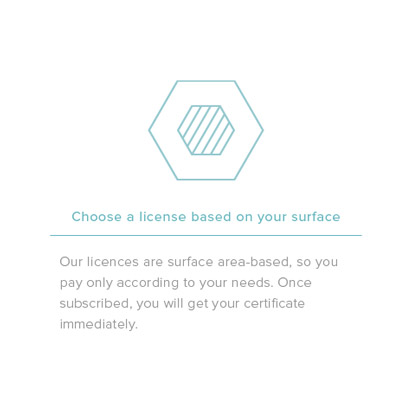 Choose a license based on your surface
Our licences are surface area-based, so you
pay only according to your needs. Once
subscribed, you will get your certificate
immediately.